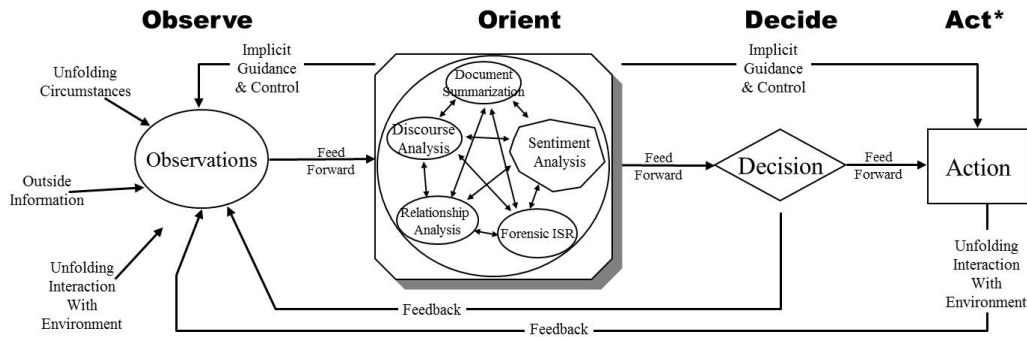 Observe
Orient
Decide
Act*
Implicit
Guidance
& Control
Implicit
Guidance
& Control
Unfolding
Circumstances
Document
Summarization
Discourse
Analysis
Sentiment
Analysis
Observations
Feed
Forward
Feed
Forward
Decision
Feed
Forward
Action
Outside
Information
Relationship
Analysis
Forensic ISR
Unfolding
Interaction
With
Environment
Unfolding
Interaction
With
Environment
Feedback
Feedback